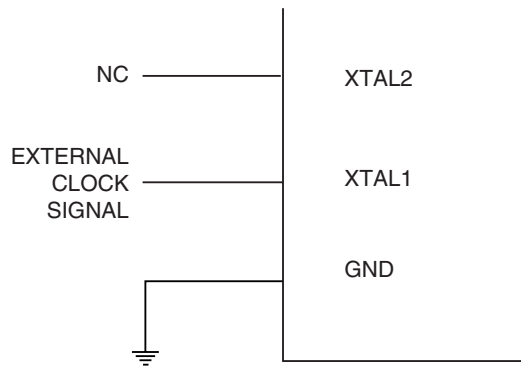 NC
XTAL2
EXTERNAL
CLOCK
SIGNAL
XTAL1
GND